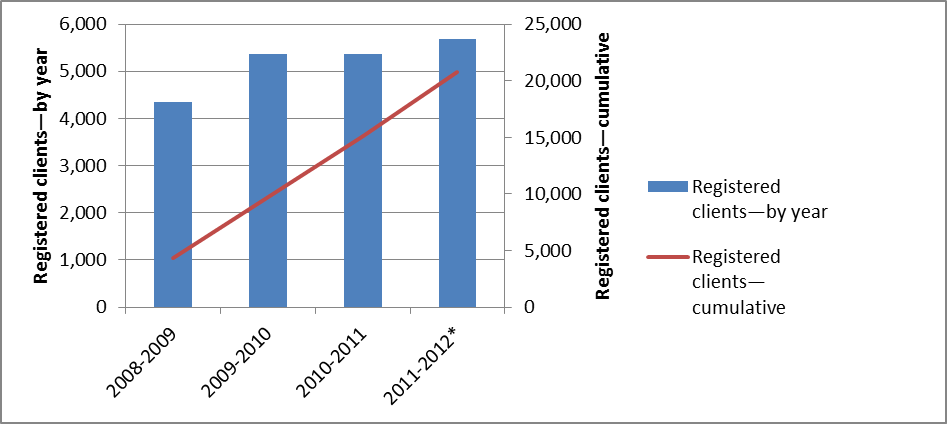 Registered clients—by year
6,000
5,000
4,000
3,000
2,000
1,000
0
25,000
20,000
15,000
10,000
5,000
0
Registered clients—cumulative
2008-2009
2009-2010
2010-2011
2011-2012*
Registered
clients—by year
Registered
clients—
cumulative